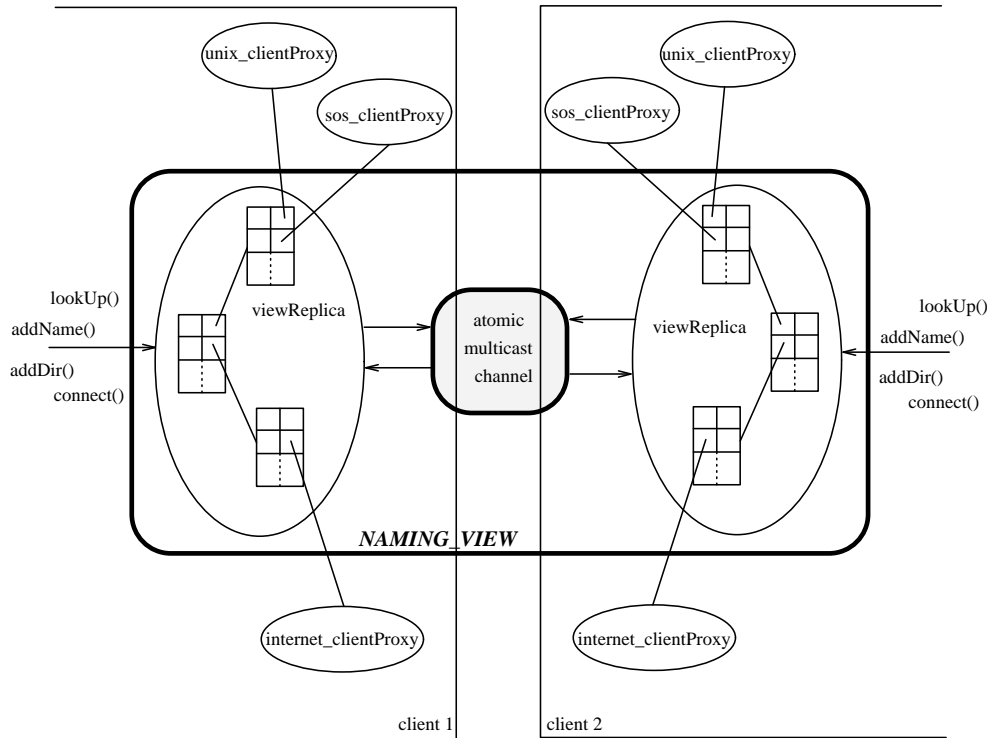 unix_clientProxy
unix_clientProxy
sos_clientProxy
sos_clientProxy
lookUp()
addName()
addDir()
connect()
viewReplica
atomic
multicast
channel
viewReplica
lookUp()
addName()
addDir()
connect()
NAMING_VIEW
internet_clientProxy
internet_clientProxy
client 1
client 2